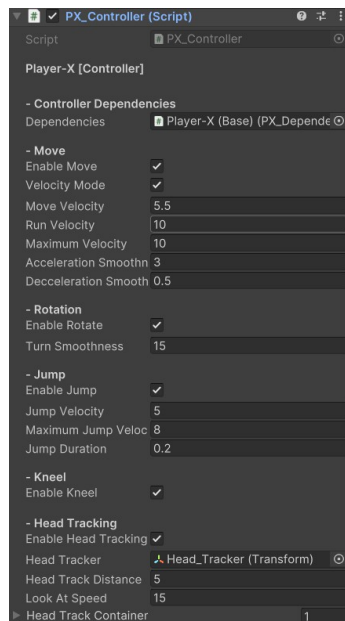 PX_Controller (Script)
Script PX_Controller
Player-X [Controller]
- Controller Dependencies
Dependencies Player-X (Base) (PX_Depende
- Move
Enable Move
Velocity Mode
Move Velocity 5.5
Run Velocity 10
Maximum Velocity 10
Acceleration Smoothn 3
Decceleration Smooth 0.5
- Rotation
Enable Rotate
Turn Smoothness 15
- Jump
Enable Jump
Jump Velocity 5
Maximum Jump Veloc 8
Jump Duration 0.2
- Kneel
Enable Kneel
- Head Tracking
Enable Head Tracking
Head Tracker Head_Tracker (Transform)
Head Track Distance 5
Look At Speed 15
Head Track Container 1